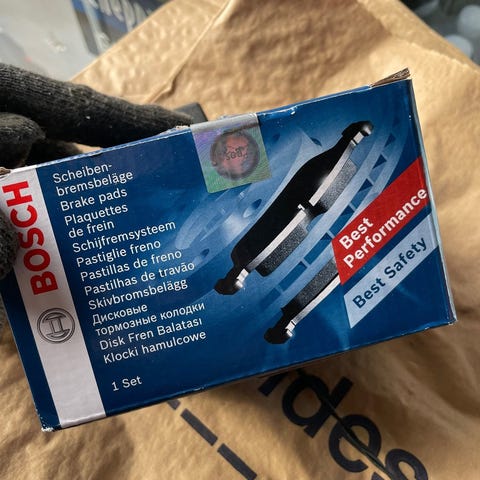 BOSCH
Scheiben-
bremsbeläge
Brake pads
Plaquettes
de frein
Schijfremsysteem
Pastiglie freno
Pastillas de freno
Pastilhas de travão
Skivbromsbelägg
Дисковые
тормозные колодки
Disk Fren Balatası
Klocki hamulcowe
1 Set
Best
Performance
Best Safety
des